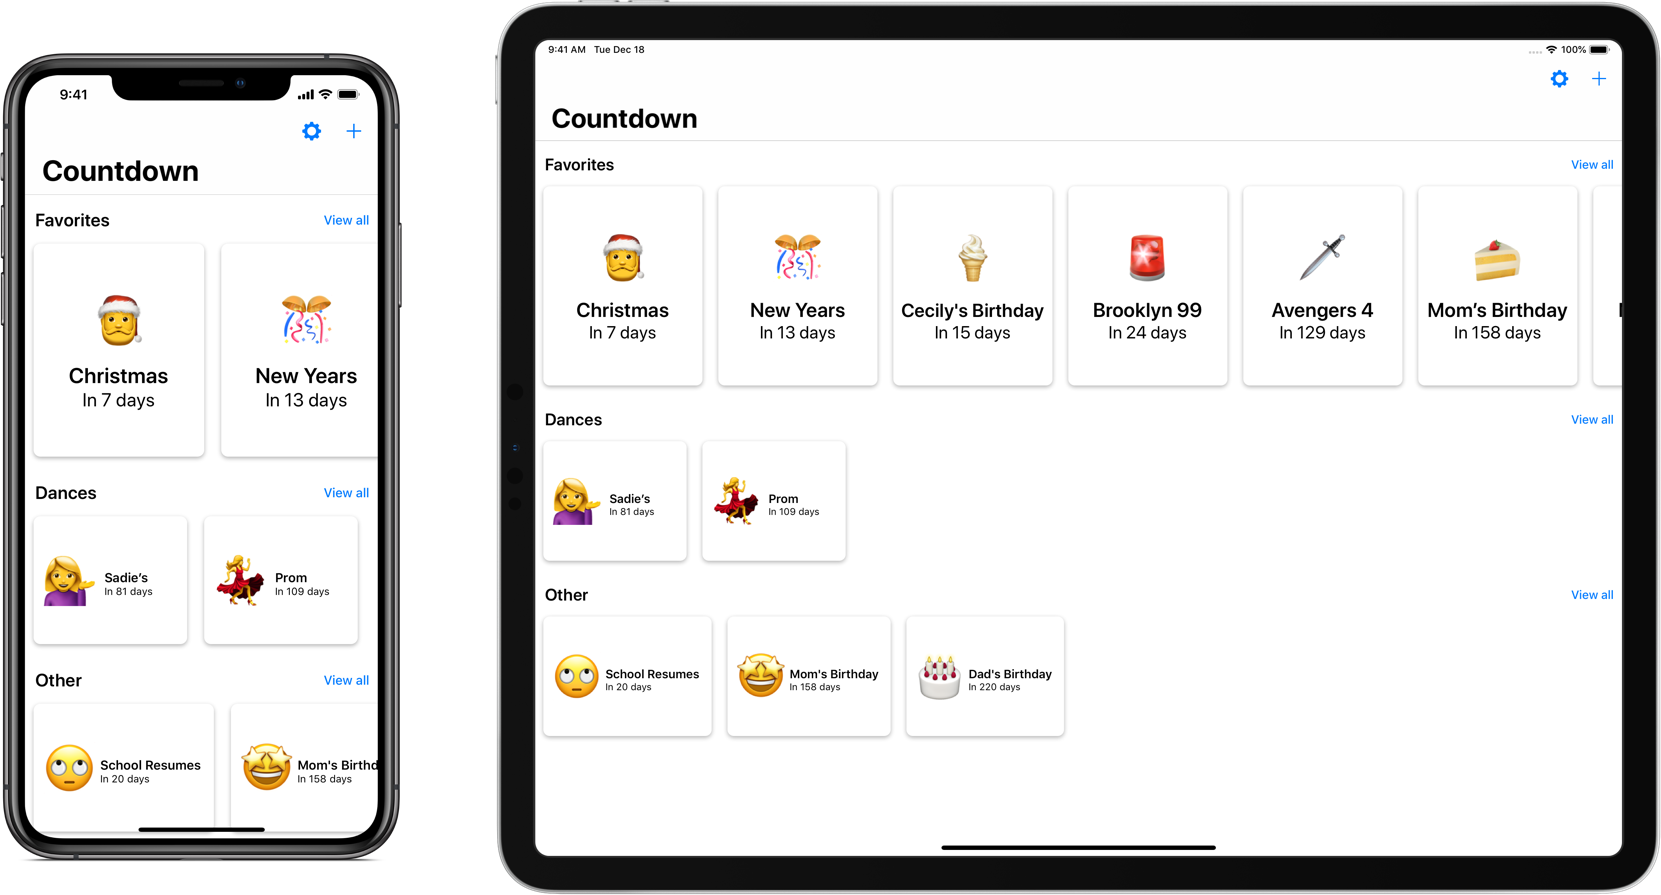 9:41
Countdown
Favorites View all
Christmas
In 7 days
New Years
In 13 days
Dances View all
Sadie’s
In 81 days
Prom
In 109 days
Other View all
School Resumes
In 20 days
Mom's Birthd
In 158 days
9:41 AM Tue Dec 18 100%
Countdown
Favorites View all
Christmas
In 7 days
New Years
In 13 days
Cecily's Birthday
In 15 days
Brooklyn 99
In 24 days
Avengers 4
In 129 days
Mom’s Birthday
In 158 days
Dances View all
Sadie’s
In 81 days
Prom
In 109 days
Other View all
School Resumes
In 20 days
Mom's Birthday
In 158 days
Dad's Birthday
In 220 days